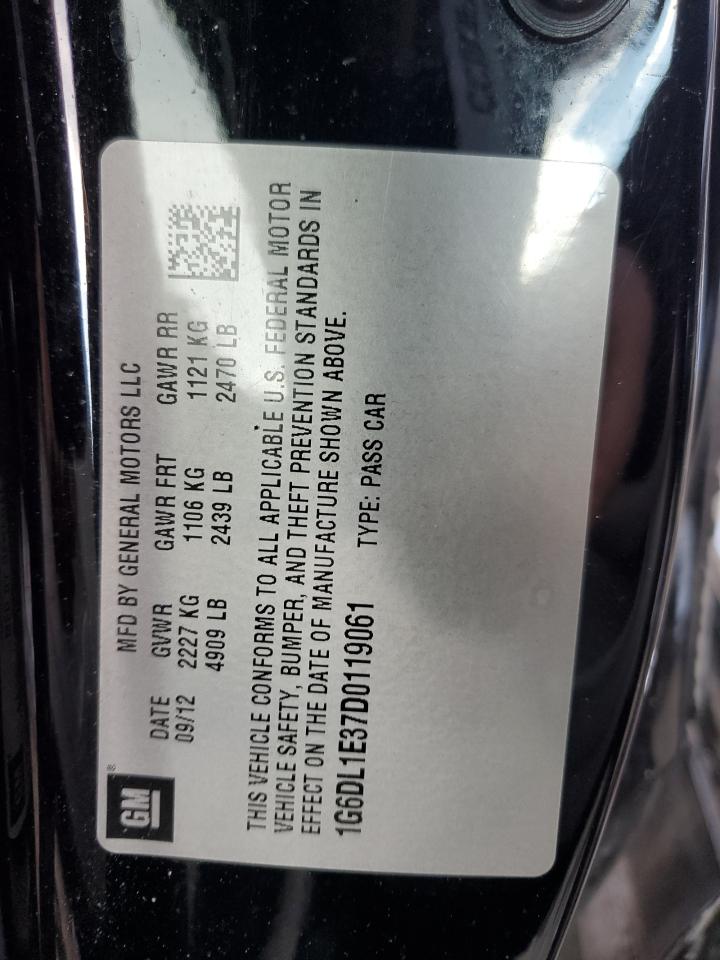 GM®
MFD BY GENERAL MOTORS LLC
DATE GVWR GAWR FRT GAWR RR
09/12 2227 KG 1106 KG 1121 KG
4909 LB 2439 LB 2470 LB
THIS VEHICLE CONFORMS TO ALL APPLICABLE U.S. FEDERAL MOTOR
VEHICLE SAFETY, BUMPER, AND THEFT PREVENTION STANDARDS IN
EFFECT ON THE DATE OF MANUFACTURE SHOWN ABOVE.
1G6DL1E37D0119061 TYPE: PASS CAR